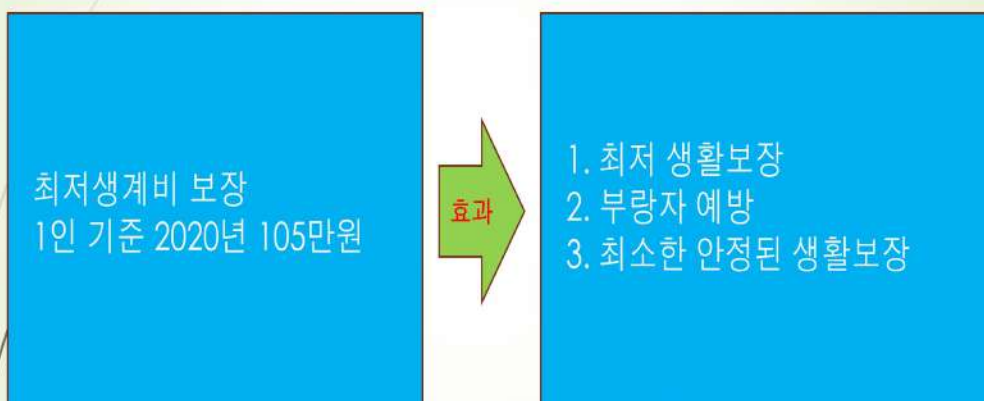 최저생계비 보장
1인 기준 2020년 105만원
효과
1. 최저 생활보장
2. 부랑자 예방
3. 최소한 안정된 생활보장